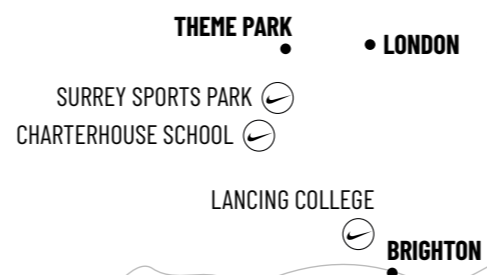 THEME PARK
LONDON
SURREY SPORTS PARK
CHARTERHOUSE SCHOOL
LANCING COLLEGE
BRIGHTON